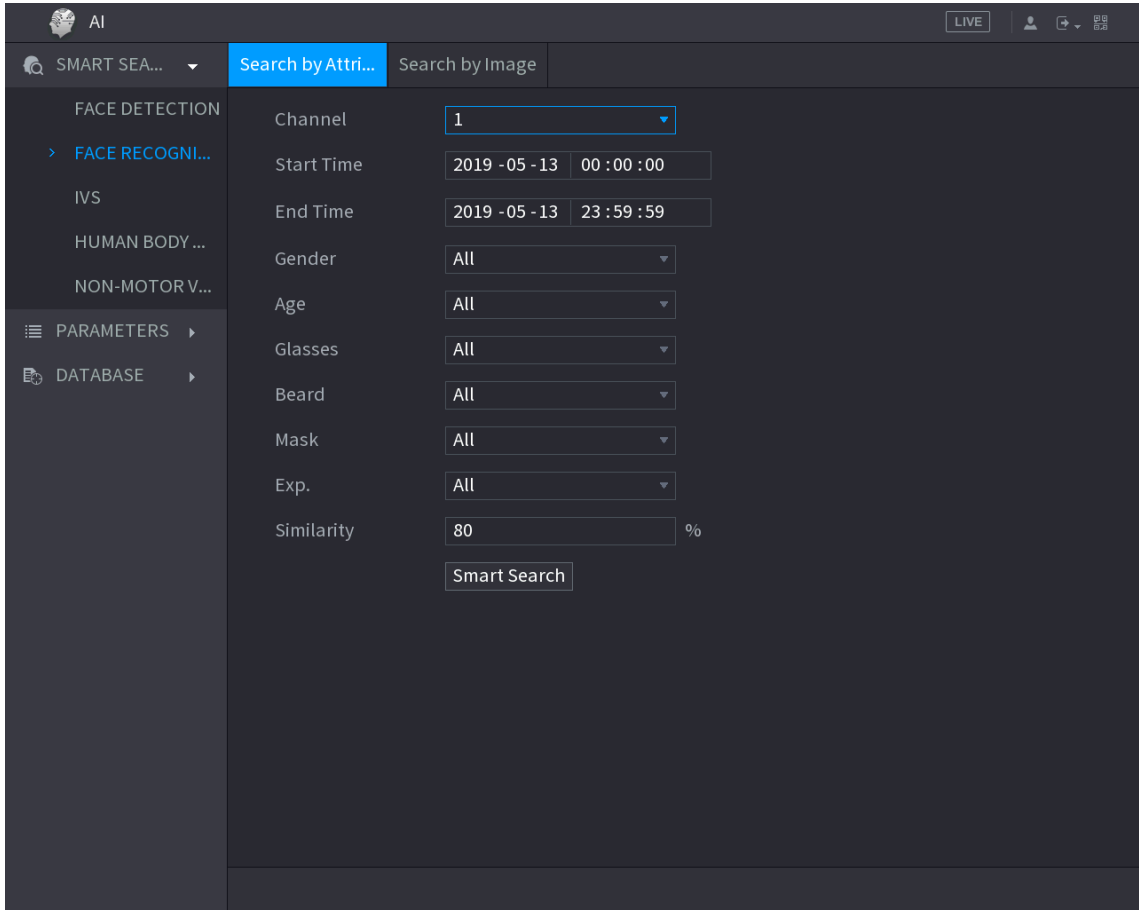 AI
LIVE
SMART SEA...
Search by Attri...
Search by Image
FACE DETECTION
FACE RECOGNI...
IVS
HUMAN BODY ...
NON-MOTOR V...
PARAMETERS
DATABASE
Channel 1
Start Time 2019 -05 -13 00 : 00 : 00
End Time 2019 -05 -13 23 : 59 : 59
Gender All
Age All
Glasses All
Beard All
Mask All
Exp. All
Similarity 80 %
Smart Search